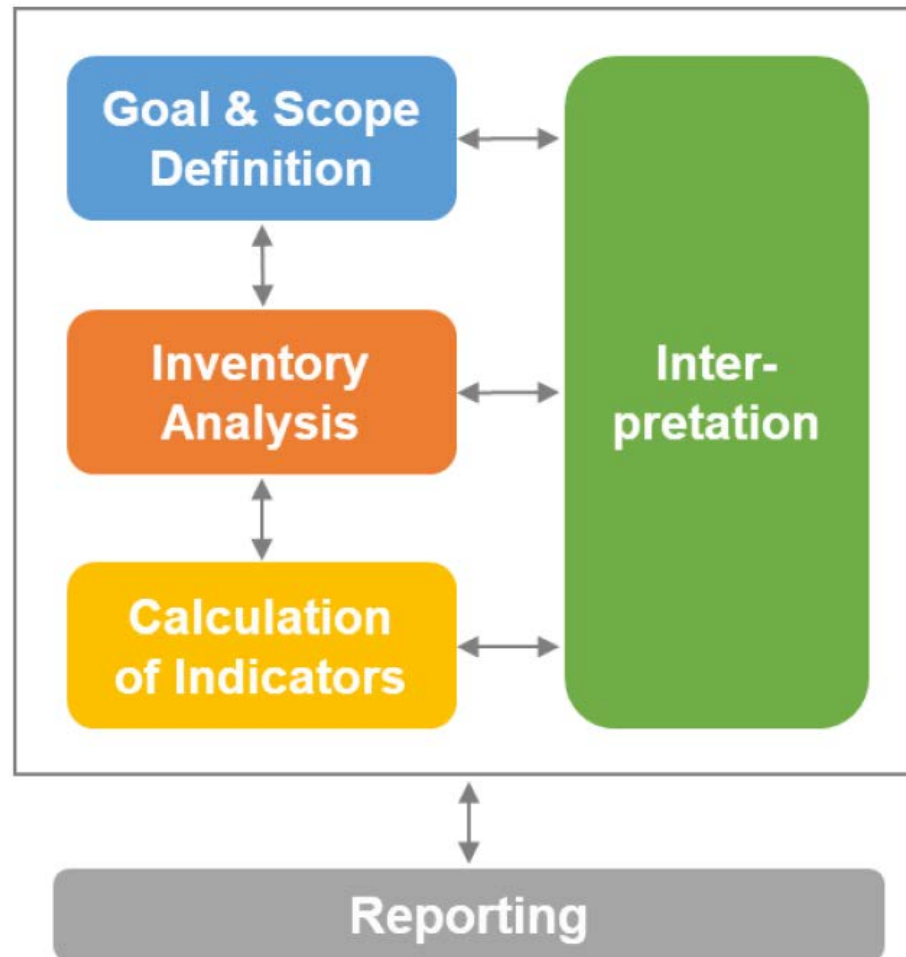 Goal & Scope
Definition
Inventory
Analysis
Inter-
pretation
Calculation
of Indicators
Reporting